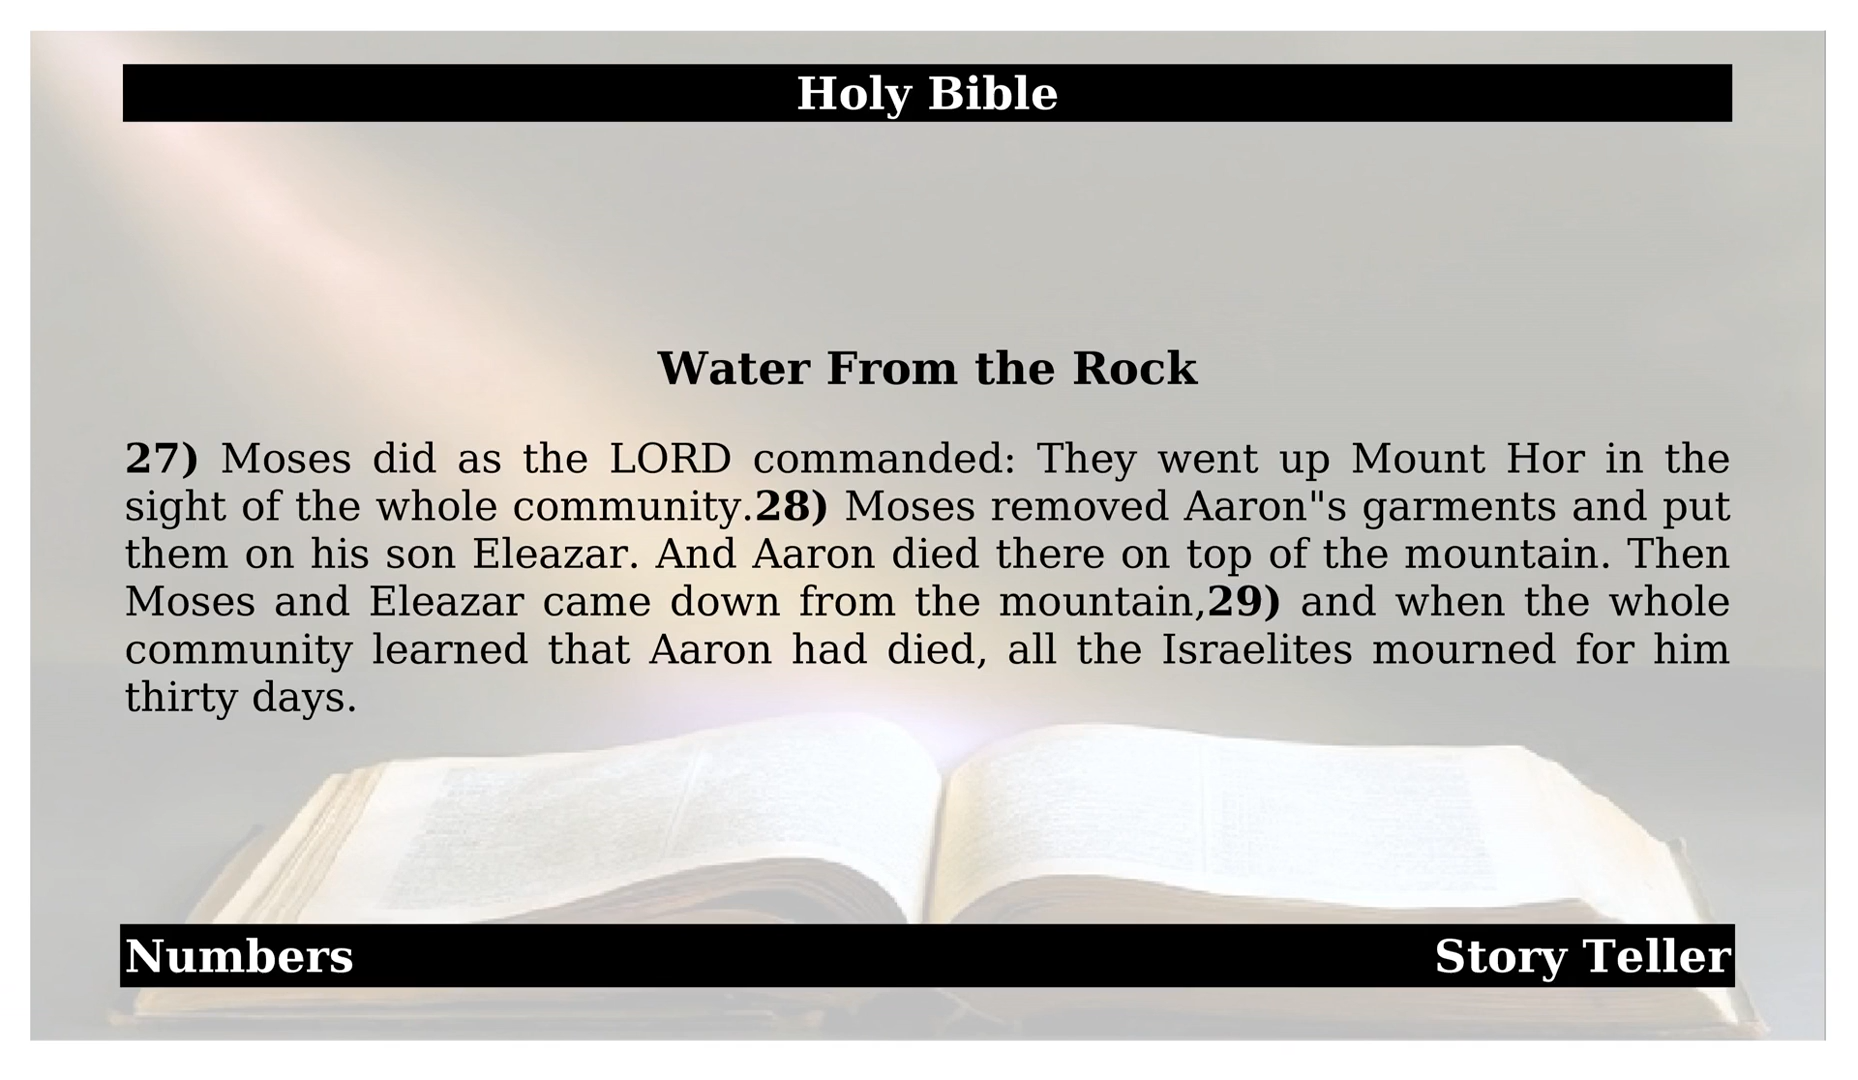 Holy Bible
Water From the Rock
27) Moses did as the LORD commanded: They went up Mount Hor in the
sight of the whole community.28) Moses removed Aaron"s garments and put
them on his son Eleazar. And Aaron died there on top of the mountain. Then
Moses and Eleazar came down from the mountain,29) and when the whole
community learned that Aaron had died, all the Israelites mourned for him
thirty days.
Numbers Story Teller